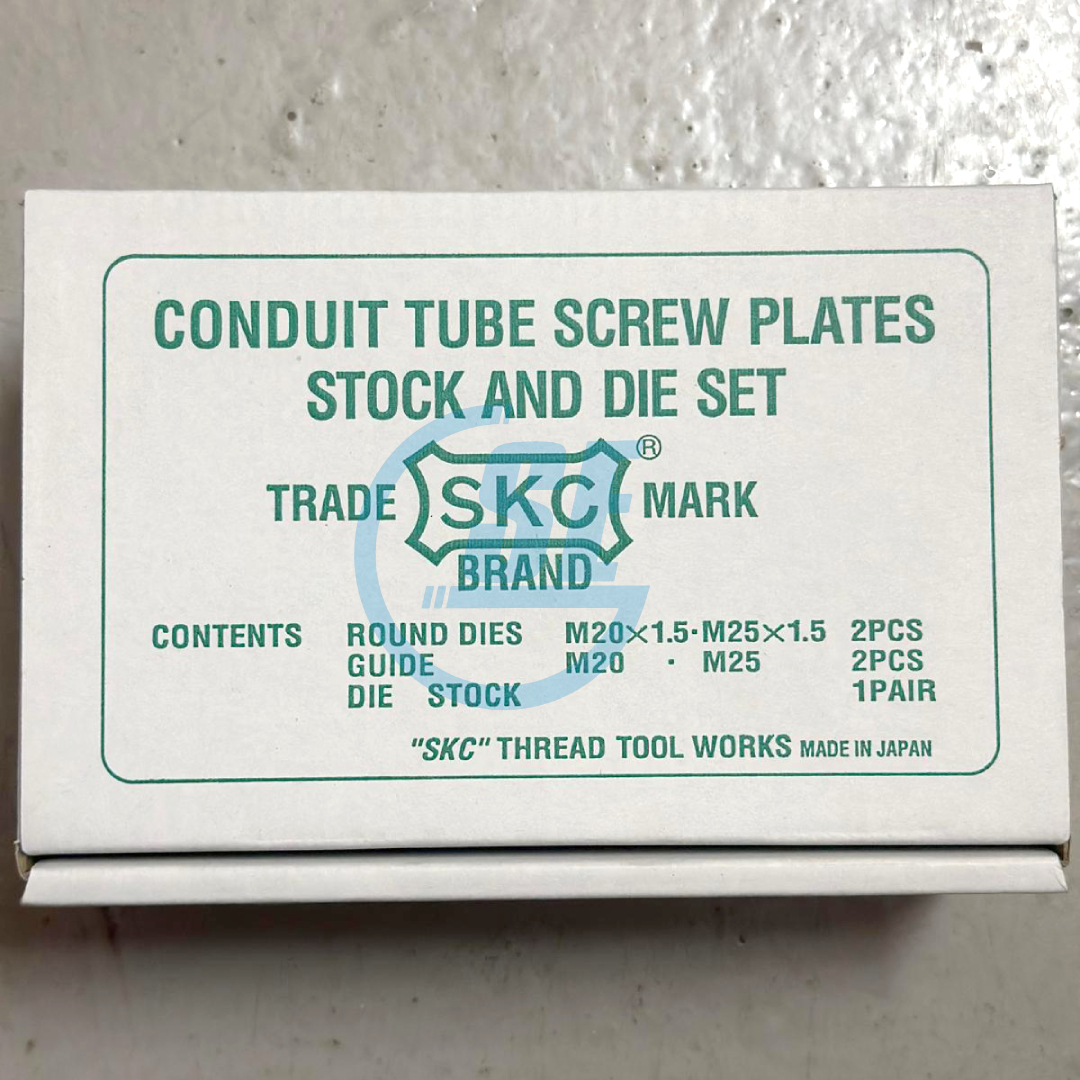 CONDUIT TUBE SCREW PLATES
STOCK AND DIE SET
TRADE SKC® MARK
BRAND
CONTENTS ROUND DIES M20×1.5·M25×1.5 2PCS
GUIDE M20 · M25 2PCS
DIE STOCK 1PAIR
"SKC" THREAD TOOL WORKS MADE IN JAPAN